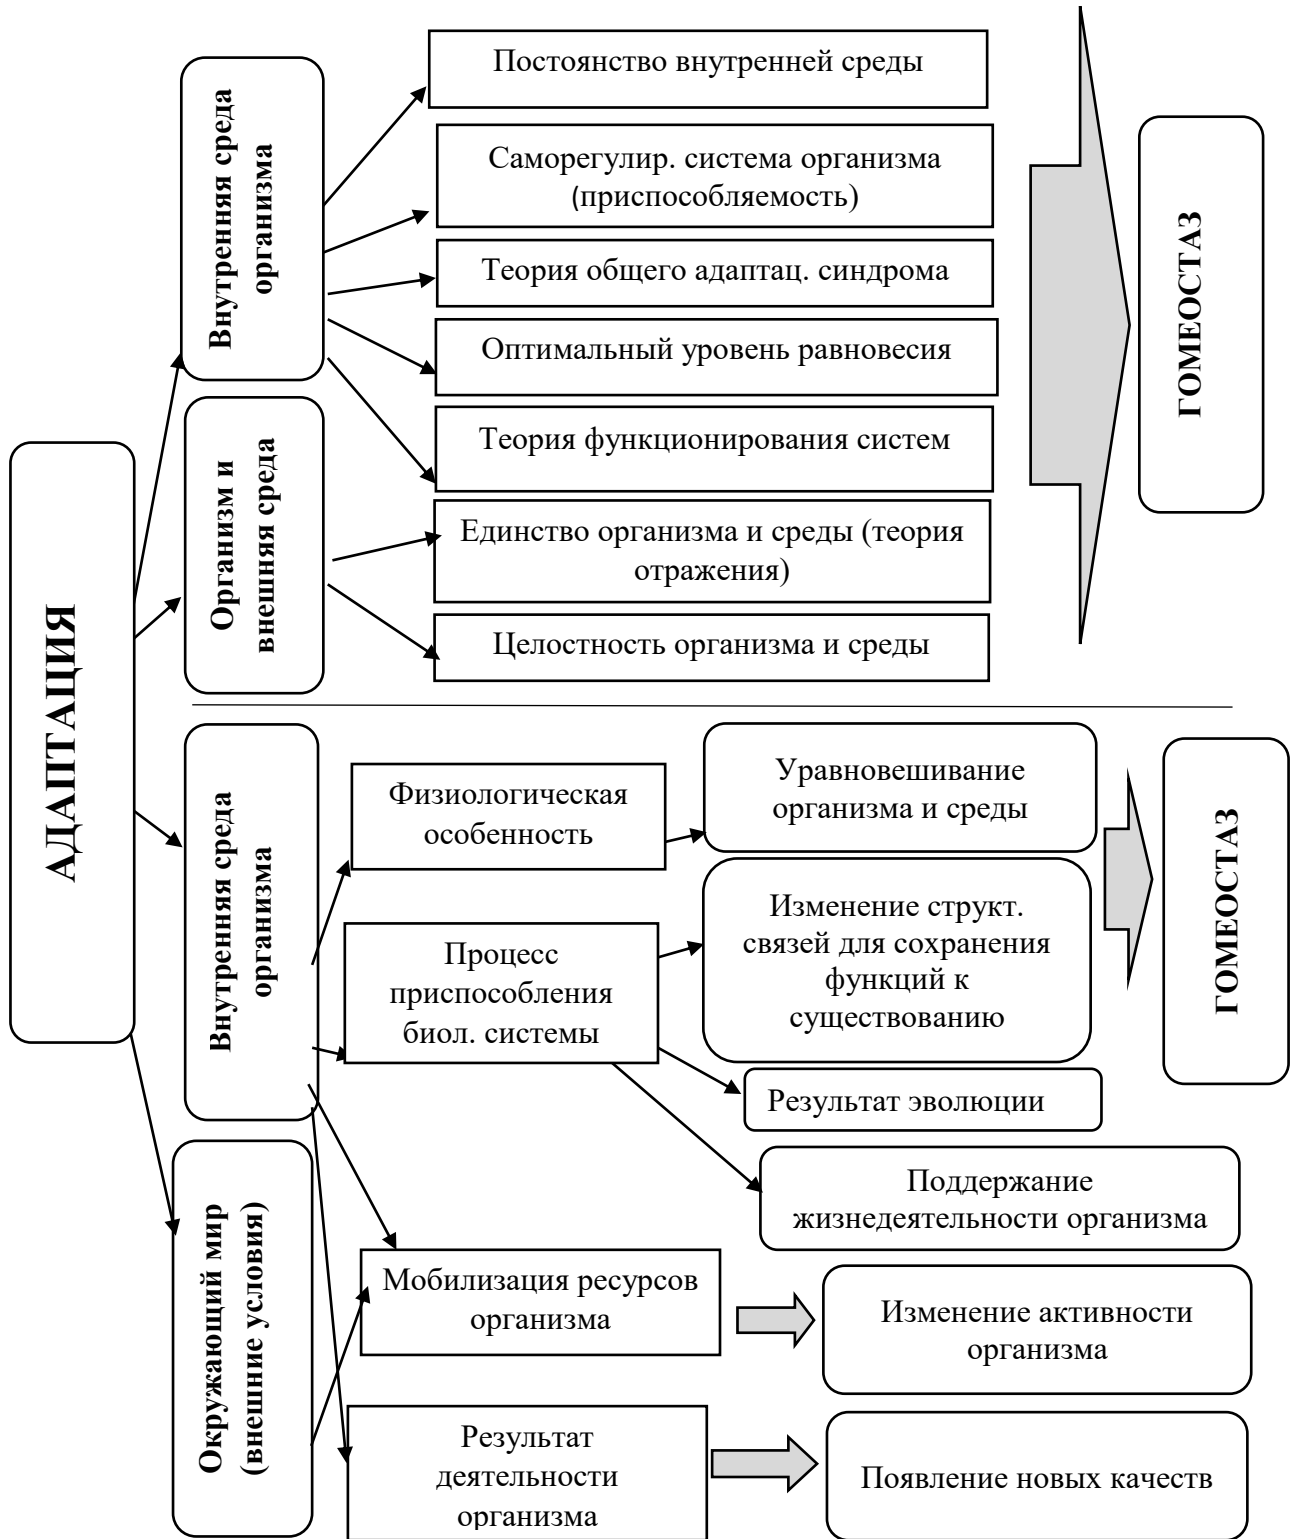 АДАПТАЦИЯ
Внутренняя среда
организма
Постоянство внутренней среды
Саморегулир. система организма
(приспособляемость)
Теория общего адаптац. синдрома
Оптимальный уровень равновесия
Теория функционирования систем
Организм и
внешняя среда
Единство организма и среды (теория
отражения)
Целостность организма и среды
ГОМЕОСТАЗ
Внутренняя среда
организма
Физиологическая
особенность
Уравновешивание
организма и среды
Процесс
приспособления
биол. системы
Изменение структ.
связей для сохранения
функций к
существованию
Результат эволюции
Поддержание
жизнедеятельности организма
ГОМЕОСТАЗ
Окружающий мир
(внешние условия)
Мобилизация ресурсов
организма
Изменение активности
организма
Результат
деятельности
организма
Появление новых качеств